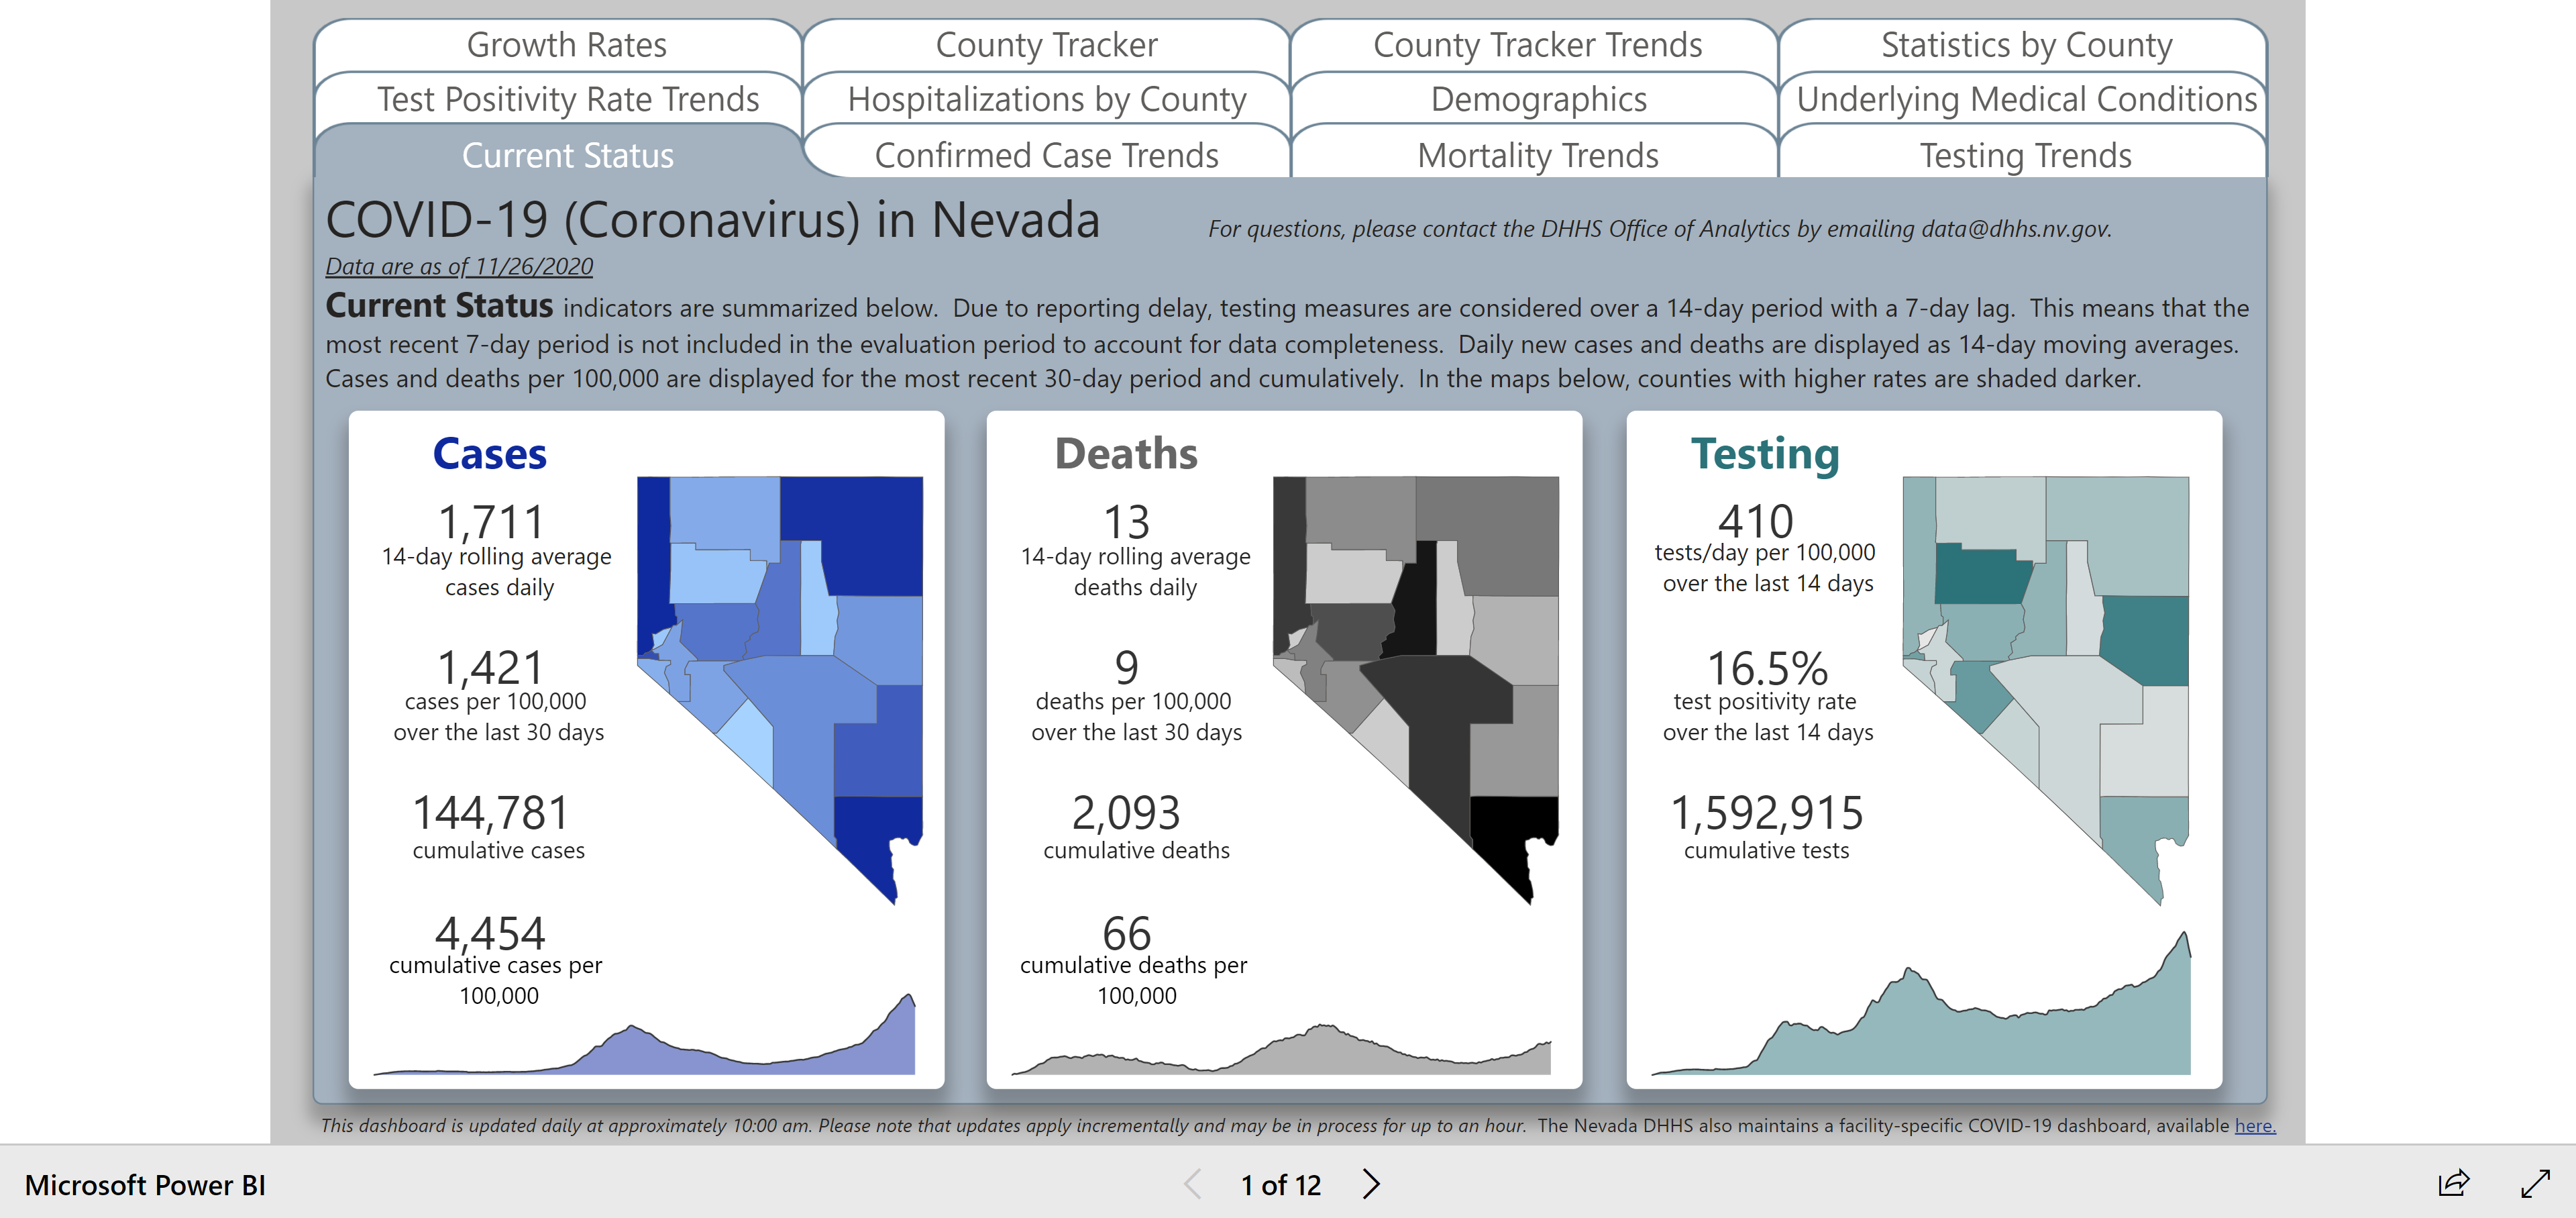 Growth Rates
County Tracker
County Tracker Trends
Statistics by County
Test Positivity Rate Trends
Hospitalizations by County
Demographics
Underlying Medical Conditions
Current Status
Confirmed Case Trends
Mortality Trends
Testing Trends
COVID-19 (Coronavirus) in Nevada
For questions, please contact the DHHS Office of Analytics by emailing data@dhhs.nv.gov.
Data are as of 11/26/2020
Current Status indicators are summarized below. Due to reporting delay, testing measures are considered over a 14-day period with a 7-day lag. This means that the
most recent 7-day period is not included in the evaluation period to account for data completeness. Daily new cases and deaths are displayed as 14-day moving averages.
Cases and deaths per 100,000 are displayed for the most recent 30-day period and cumulatively. In the maps below, counties with higher rates are shaded darker.
Cases
1,711
14-day rolling average
cases daily
1,421
cases per 100,000
over the last 30 days
144,781
cumulative cases
4,454
cumulative cases per
100,000
Deaths
13
14-day rolling average
deaths daily
9
deaths per 100,000
over the last 30 days
2,093
cumulative deaths
66
cumulative deaths per
100,000
Testing
410
tests/day per 100,000
over the last 14 days
16.5%
test positivity rate
over the last 14 days
1,592,915
cumulative tests
This dashboard is updated daily at approximately 10:00 am. Please note that updates apply incrementally and may be in process for up to an hour. The Nevada DHHS also maintains a facility-specific COVID-19 dashboard, available here.
Microsoft Power BI
1 of 12